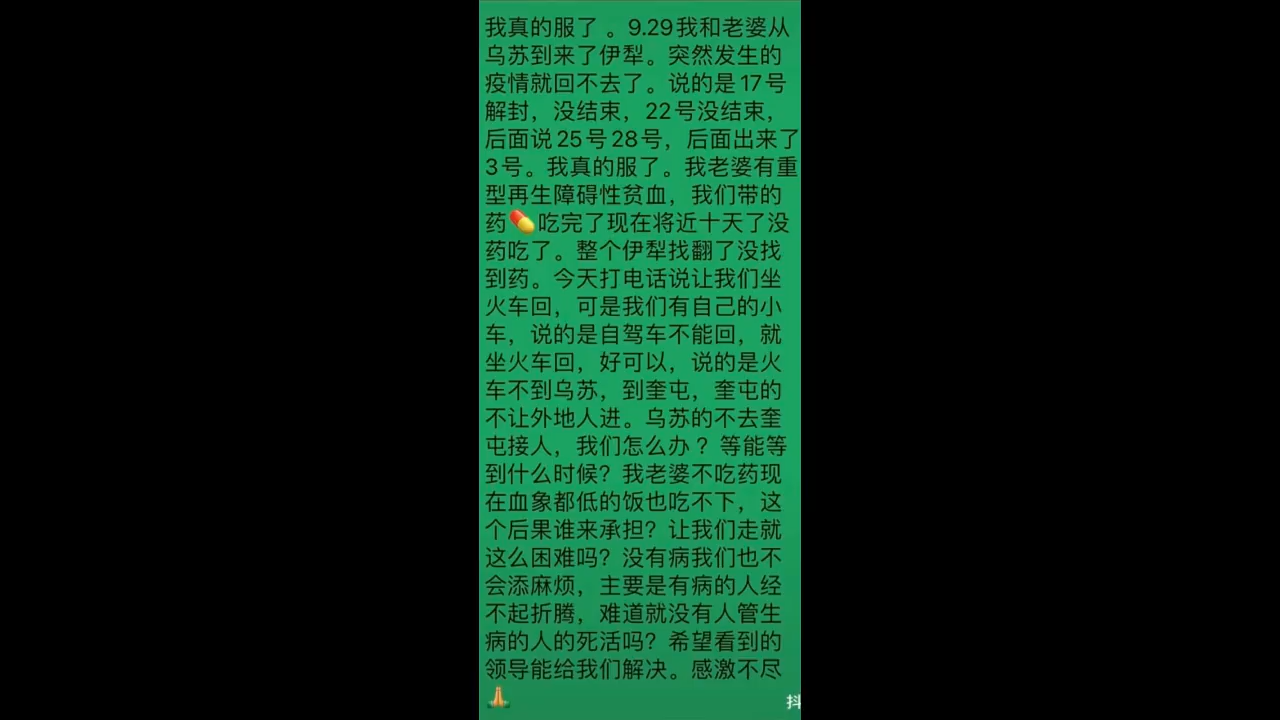 我真的服了 。9.29我和老婆从
乌苏到来了伊犁。突然发生的
疫情就回不去了。说的是17号
解封，没结束，22号没结束，
后面说25号28号，后面出来了
3号。我真的服了。我老婆有重
型再生障碍性贫血，我们带的
药💊吃完了现在将近十天了没
药吃了。整个伊犁找翻了没找
到药。今天打电话说让我们坐
火车回，可是我们有自己的小
车，说的是自驾车不能回，就
坐火车回，好可以，说的是火
车不到乌苏，到奎屯，奎屯的
不让外地人进。乌苏的不去奎
屯接人，我们怎么办 ？等能等
到什么时候？我老婆不吃药现
在血象都低的饭也吃不下，这
个后果谁来承担？让我们走就
这么困难吗？没有病我们也不
会添麻烦，主要是有病的人经
不起折腾，难道就没有人管生
病的人的死活吗？希望看到的
领导能给我们解决。感激不尽
🙏
抖